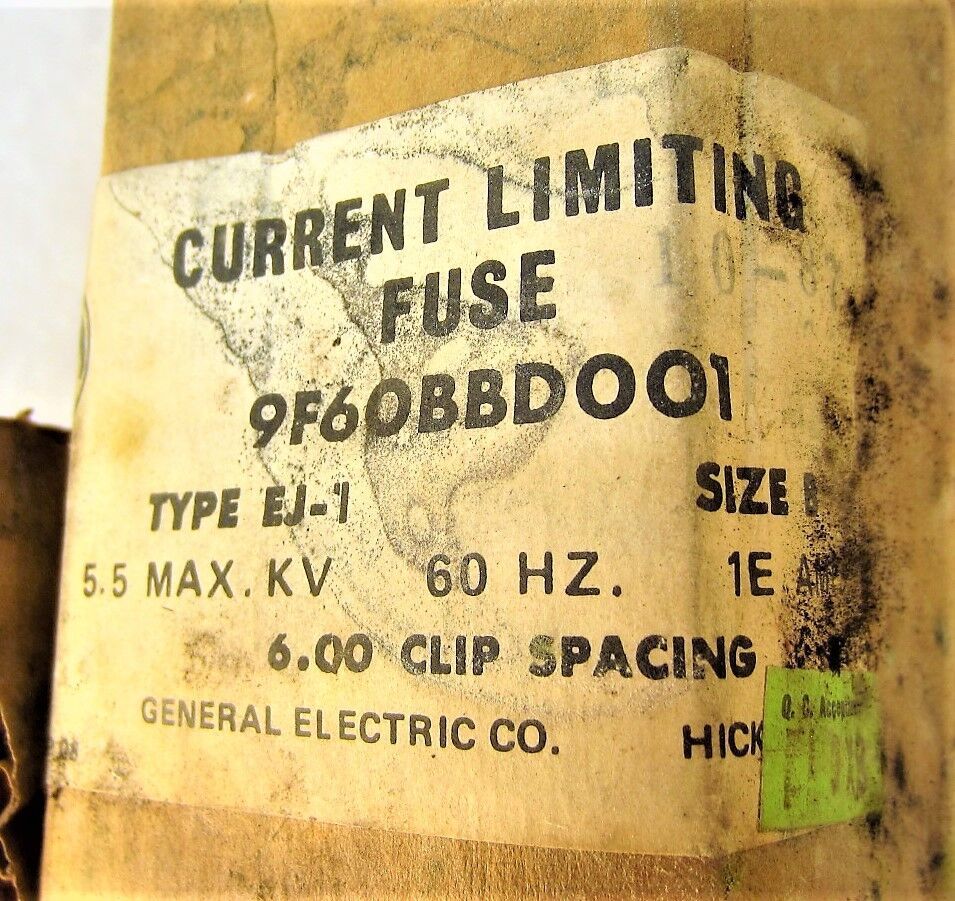 CURRENT LIMITING
FUSE
9F60BBD001
TYPE EJ-1 SIZE
5.5 MAX. KV 60 HZ. 1E
6.00 CLIP SPACING
GENERAL ELECTRIC CO.
Q. C.